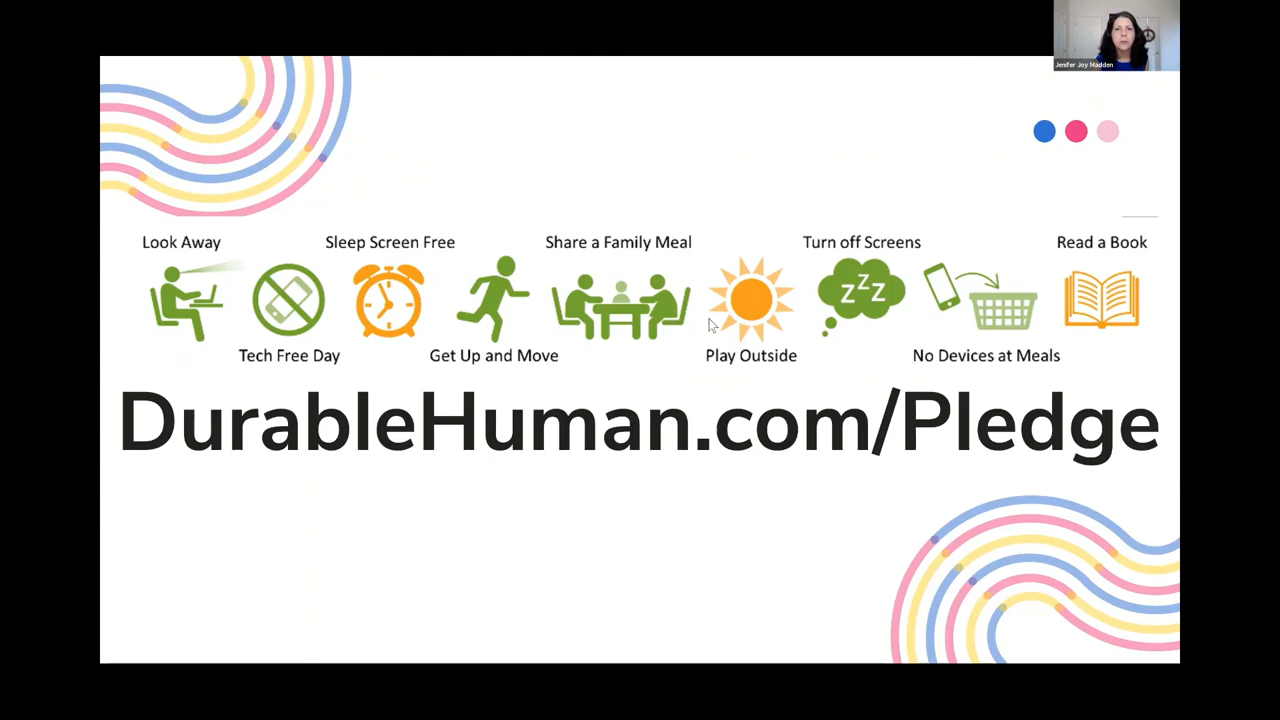 Jenifer Joy Madden
Look Away
Sleep Screen Free
Share a Family Meal
Turn off Screens
Read a Book
ZZZ
Tech Free Day
Get Up and Move
Play Outside
No Devices at Meals
DurableHuman.com/Pledge